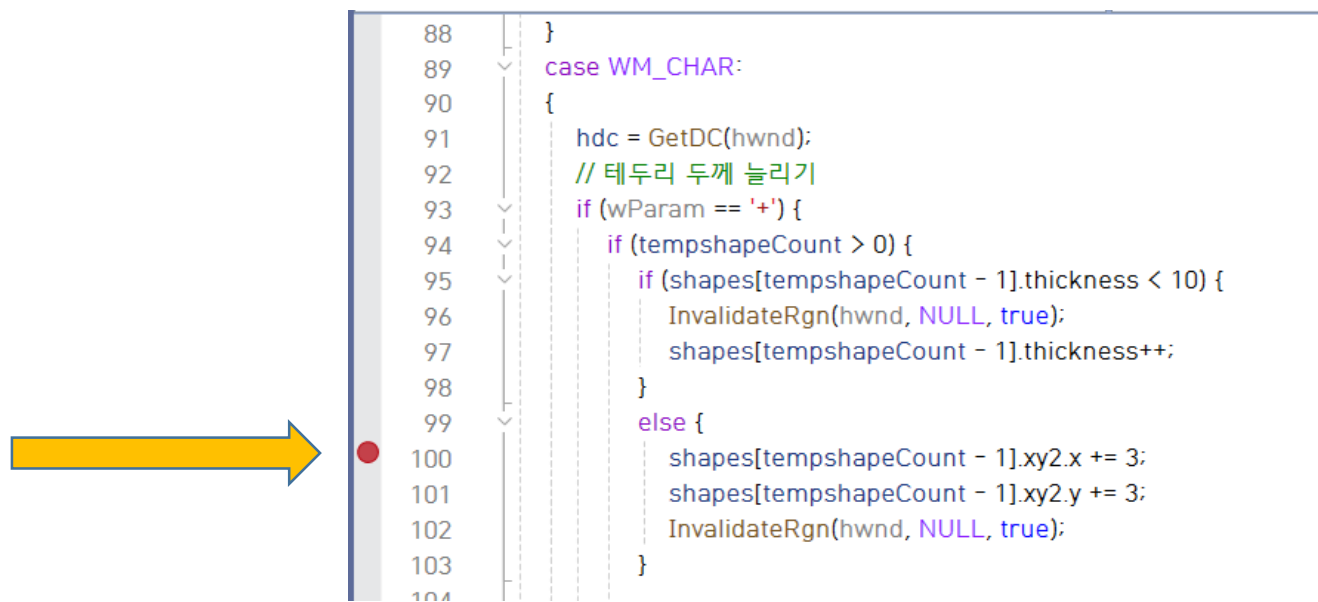 88 }
89 case WM_CHAR:
90 {
91 hdc = GetDC(hwnd);
92 // 테두리 두께 늘리기
93 if (wParam == '+') {
94 if (tempshapeCount > 0) {
95 if (shapes[tempshapeCount - 1].thickness < 10) {
96 InvalidateRgn(hwnd, NULL, true);
97 shapes[tempshapeCount - 1].thickness++;
98 }
99 else {
100 shapes[tempshapeCount - 1].xy2.x += 3;
101 shapes[tempshapeCount - 1].xy2.y += 3;
102 InvalidateRgn(hwnd, NULL, true);
103 }
104